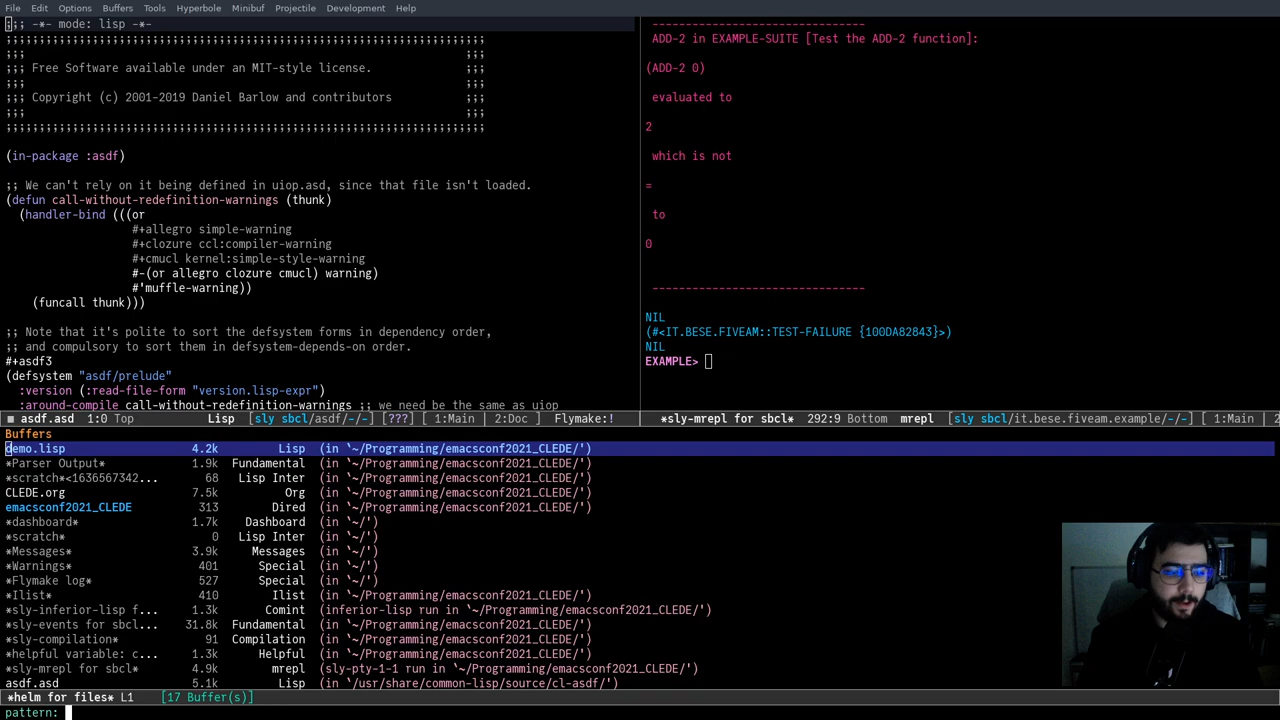 File Edit Options Buffers Tools Hyperbole Minibuf Projectile Development Help
;;; -*- mode: lisp -*-
;;;;;;;;;;;;;;;;;;;;;;;;;;;;;;;;;;;;;;;;;;;;;;;;;;;;;;;;;;;;;;;;;;;;;;;;
;;; ;;;
;;; Free Software available under an MIT-style license. ;;;
;;; ;;;
;;; Copyright (c) 2001-2019 Daniel Barlow and contributors ;;;
;;; ;;;
;;;;;;;;;;;;;;;;;;;;;;;;;;;;;;;;;;;;;;;;;;;;;;;;;;;;;;;;;;;;;;;;;;;;;;;;
(in-package :asdf)
;; We can't rely on it being defined in uiop.asd, since that file isn't loaded.
(defun call-without-redefinition-warnings (thunk)
(handler-bind (((or
#+allegro simple-warning
#+clozure ccl:compiler-warning
#+cmucl kernel:simple-style-warning
#-(or allegro clozure cmucl) warning)
#'muffle-warning))
(funcall thunk)))
;; Note that it's polite to sort the defsystem forms in dependency order,
;; and compulsory to sort them in defsystem-depends-on order.
#+asdf3
(defsystem "asdf/prelude"
:version (:read-file-form "version.lisp-expr")
:around-compile call-without-redefinition-warnings ;; we need be the same as uiop
asdf.asd 1:0 Top Lisp [sly sbcl/asdf/-/-] [???] [ 1:Main | 2:Doc ] Flymake:!
--------------------------------
ADD-2 in EXAMPLE-SUITE [Test the ADD-2 function]:
(ADD-2 0)
evaluated to
2
which is not
=
to
0
--------------------------------
NIL
(#<IT.BESE.FIVEAM::TEST-FAILURE {100DA82843}>)
NIL
EXAMPLE>
*sly-mrepl for sbcl* 292:9 Bottom mrepl [sly sbcl/it.bese.fiveam.example/-/-] [ 1:Main | 2
Buffers
demo.lisp 4.2k Lisp (in `~/Programming/emacsconf2021_CLEDE/')
*Parser Output* 1.9k Fundamental (in `~/Programming/emacsconf2021_CLEDE/')
*scratch*<1636567342... 68 Lisp Inter (in `~/Programming/emacsconf2021_CLEDE/')
CLEDE.org 7.5k Org (in `~/Programming/emacsconf2021_CLEDE/')
emacsconf2021_CLEDE 313 Dired (in `~/Programming/emacsconf2021_CLEDE/')
*dashboard* 1.7k Dashboard (in `~/')
*scratch* 0 Lisp Inter (in `~/')
*Messages* 3.9k Messages (in `~/')
*Warnings* 401 Special (in `~/')
*Flymake log* 527 Special (in `~/')
*Ilist* 410 Ilist (in `~/Programming/emacsconf2021_CLEDE/')
*sly-inferior-lisp f... 1.3k Comint (inferior-lisp run in `~/Programming/emacsconf2021_CLEDE/')
*sly-events for sbcl... 31.8k Fundamental (in `~/Programming/emacsconf2021_CLEDE/')
*sly-compilation* 91 Compilation (in `~/Programming/emacsconf2021_CLEDE/')
*helpful variable: c... 1.3k Helpful (in `~/Programming/emacsconf2021_CLEDE/')
*sly-mrepl for sbcl* 4.9k mrepl (sly-pty-1-1 run in `~/Programming/emacsconf2021_CLEDE/')
asdf.asd 5.1k Lisp (in `/usr/share/common-lisp/source/cl-asdf/')
*helm for files* L1 [17 Buffer(s)]
pattern: